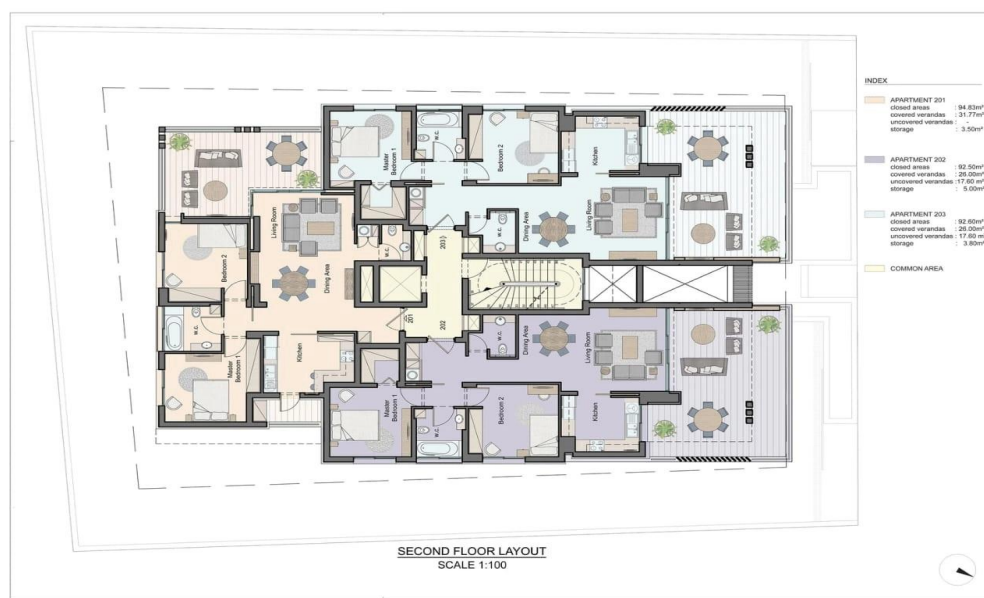 INDEX
APARTMENT 201
closed areas : 94.83m²
covered verandas : 31.77m²
uncovered verandas : -
storage : 3.50m²
APARTMENT 202
closed areas : 92.50m²
covered verandas : 26.00m²
uncovered verandas : 17.60 m²
storage : 5.00m²
APARTMENT 203
closed areas : 92.60m²
covered verandas : 26.00m²
uncovered verandas : 17.60 m²
storage : 3.80m²
COMMON AREA
Master Bedroom 1
w.c.
Bedroom 2
Kitchen
Living Room
w.c.
Dining Area
Living Room
203
w.c.
Bedroom 2
Dining Area
201
202
w.c.
Dining Area
Living Room
w.c.
Master Bedroom 1
Kitchen
Master Bedroom 1
w.c.
Bedroom 2
Kitchen
SECOND FLOOR LAYOUT
SCALE 1:100